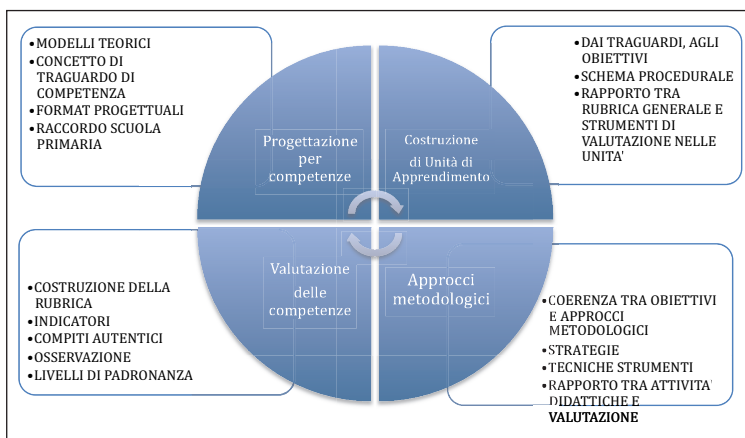 •MODELLI TEORICI
•CONCETTO DI
TRAGUARDO DI
COMPETENZA
•FORMAT PROGETTUALI
•RACCORDO SCUOLA
PRIMARIA
•DAI TRAGUARDI, AGLI
OBIETTIVI
•SCHEMA PROCEDURALE
•RAPPORTO TRA
RUBRICA GENERALE E
STRUMENTI DI
VALUTAZIONE NELLE
UNITA'
Progettazione
per
competenze
Costruzione
di Unità di
Apprendimento
Valutazione
delle
competenze
Approcci
metodologici
•COSTRUZIONE DELLA
RUBRICA
•INDICATORI
•COMPITI AUTENTICI
•OSSERVAZIONE
•LIVELLI DI PADRONANZA
•COERENZA TRA OBIETTIVI
E APPROCCI
METODOLOGICI
•STRATEGIE
•TECNICHE STRUMENTI
•RAPPORTO TRA ATTIVITA'
DIDATTICHE E
VALUTAZIONE